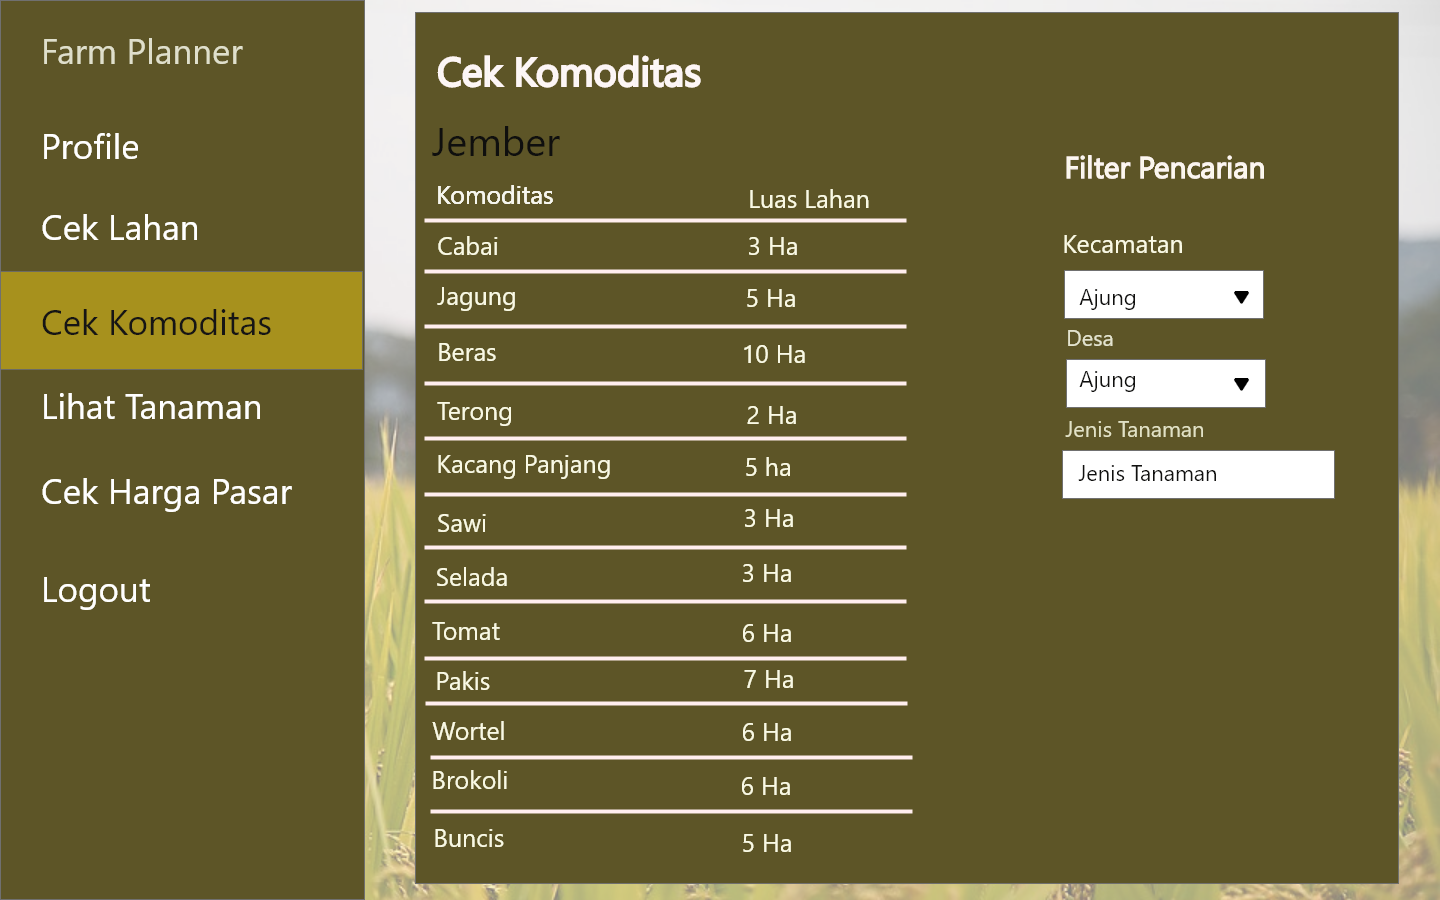 Farm Planner
Profile
Cek Lahan
Cek Komoditas
Lihat Tanaman
Cek Harga Pasar
Logout
Cek Komoditas
Jember
Komoditas Luas Lahan
Cabai 3 Ha
Jagung 5 Ha
Beras 10 Ha
Terong 2 Ha
Kacang Panjang 5 ha
Sawi 3 Ha
Selada 3 Ha
Tomat 6 Ha
Pakis 7 Ha
Wortel 6 Ha
Brokoli 6 Ha
Buncis 5 Ha
Filter Pencarian
Kecamatan
Ajung
Desa
Ajung
Jenis Tanaman
Jenis Tanaman